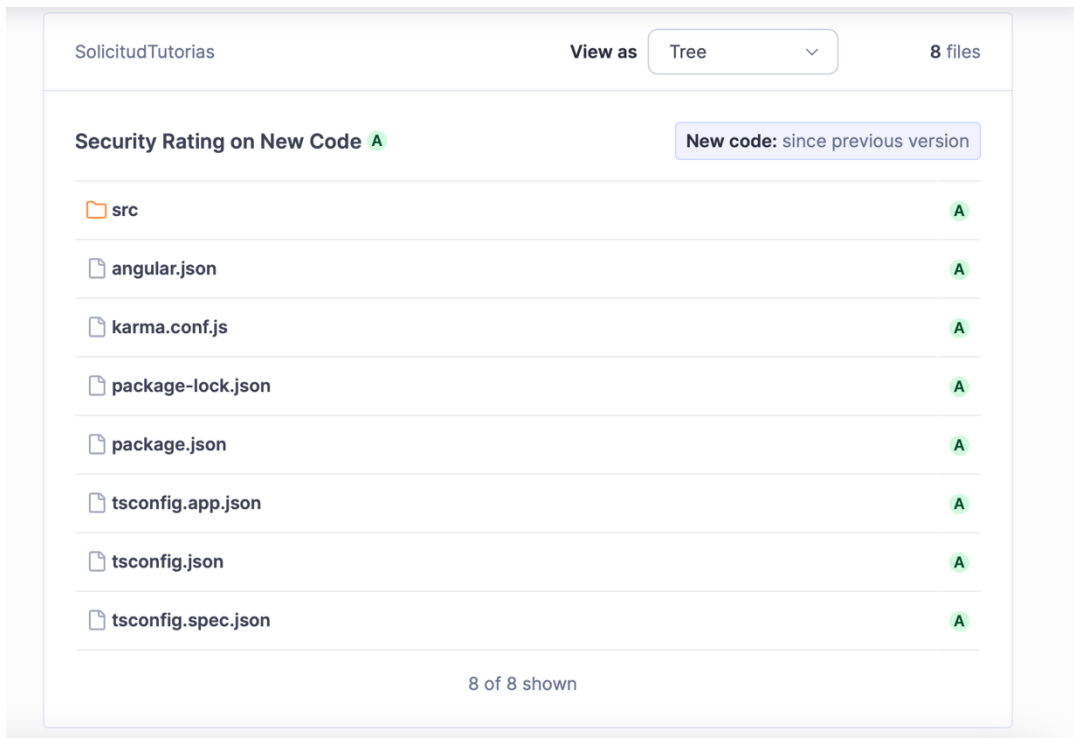 SolicitudTutorias View as Tree 8 files
Security Rating on New Code A New code: since previous version
src A
angular.json A
karma.conf.js A
package-lock.json A
package.json A
tsconfig.app.json A
tsconfig.json A
tsconfig.spec.json A
8 of 8 shown